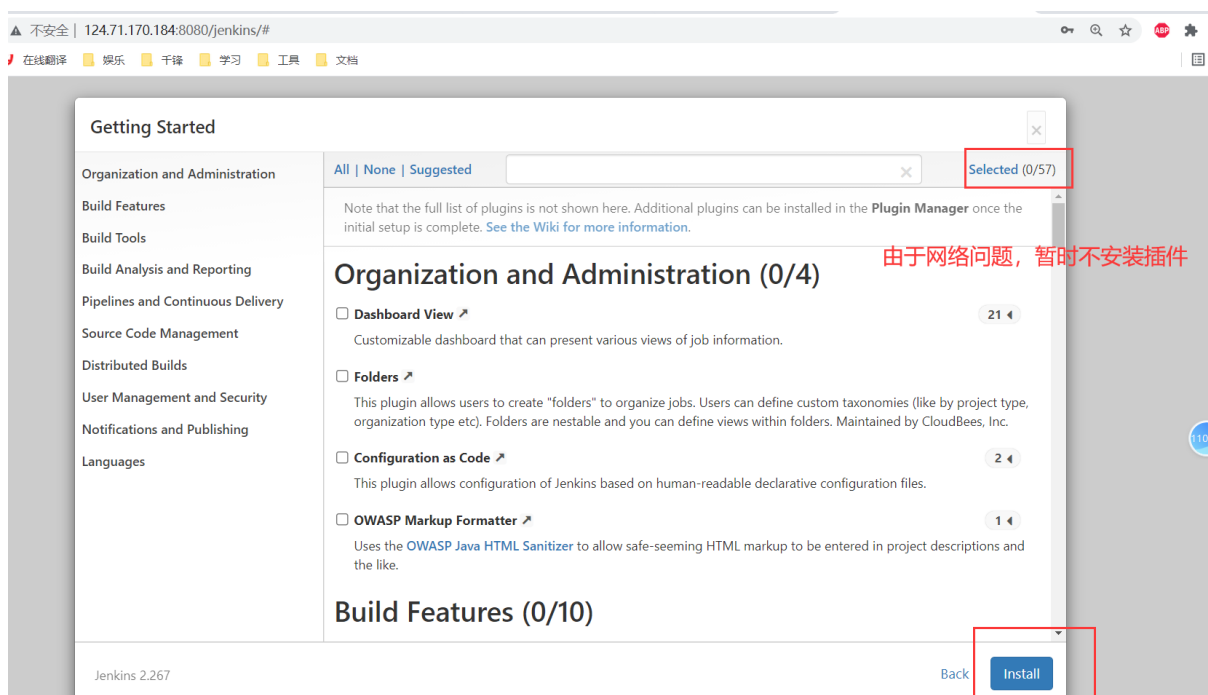 不安全 | 124.71.170.184:8080/jenkins/#
ABP
在线翻译 娱乐 千锋 学习 工具 文档
Getting Started
×
Organization and Administration
Build Features
Build Tools
Build Analysis and Reporting
Pipelines and Continuous Delivery
Source Code Management
Distributed Builds
User Management and Security
Notifications and Publishing
Languages
All | None | Suggested
Selected (0/57)
Note that the full list of plugins is not shown here. Additional plugins can be installed in the Plugin Manager once the
initial setup is complete. See the Wiki for more information.
由于网络问题，暂时不安装插件
Organization and Administration (0/4)
Dashboard View
21
Customizable dashboard that can present various views of job information.
Folders
This plugin allows users to create "folders" to organize jobs. Users can define custom taxonomies (like by project type,
organization type etc). Folders are nestable and you can define views within folders. Maintained by CloudBees, Inc.
Configuration as Code
2
This plugin allows configuration of Jenkins based on human-readable declarative configuration files.
OWASP Markup Formatter
1
Uses the OWASP Java HTML Sanitizer to allow safe-seeming HTML markup to be entered in project descriptions and
the like.
Build Features (0/10)
110
Jenkins 2.267
Back
Install